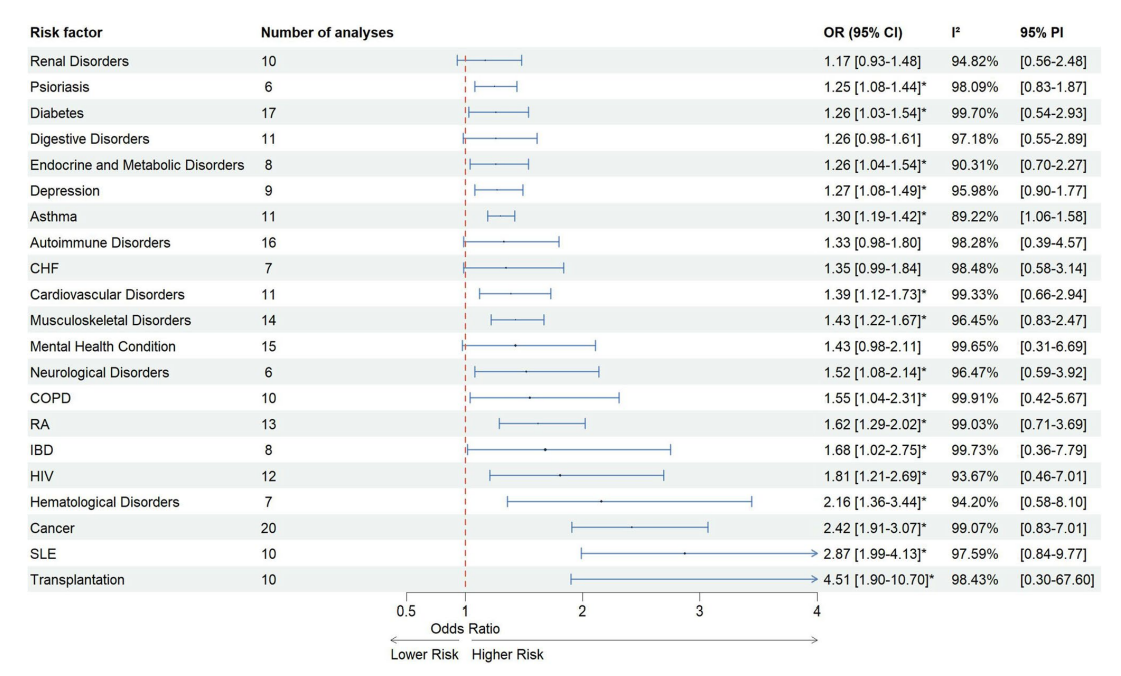 Risk factor Number of analyses OR (95% CI) I² 95% PI
Renal Disorders 10 1.17 [0.93-1.48] 94.82% [0.56-2.48]
Psioriasis 6 1.25 [1.08-1.44]* 98.09% [0.83-1.87]
Diabetes 17 1.26 [1.03-1.54]* 99.70% [0.54-2.93]
Digestive Disorders 11 1.26 [0.98-1.61] 97.18% [0.55-2.89]
Endocrine and Metabolic Disorders 8 1.26 [1.04-1.54]* 90.31% [0.70-2.27]
Depression 9 1.27 [1.08-1.49]* 95.98% [0.90-1.77]
Asthma 11 1.30 [1.19-1.42]* 89.22% [1.06-1.58]
Autoimmune Disorders 16 1.33 [0.98-1.80] 98.28% [0.39-4.57]
CHF 7 1.35 [0.99-1.84] 98.48% [0.58-3.14]
Cardiovascular Disorders 11 1.39 [1.12-1.73]* 99.33% [0.66-2.94]
Musculoskeletal Disorders 14 1.43 [1.22-1.67]* 96.45% [0.83-2.47]
Mental Health Condition 15 1.43 [0.98-2.11] 99.65% [0.31-6.69]
Neurological Disorders 6 1.52 [1.08-2.14]* 96.47% [0.59-3.92]
COPD 10 1.55 [1.04-2.31]* 99.91% [0.42-5.67]
RA 13 1.62 [1.29-2.02]* 99.03% [0.71-3.69]
IBD 8 1.68 [1.02-2.75]* 99.73% [0.36-7.79]
HIV 12 1.81 [1.21-2.69]* 93.67% [0.46-7.01]
Hematological Disorders 7 2.16 [1.36-3.44]* 94.20% [0.58-8.10]
Cancer 20 2.42 [1.91-3.07]* 99.07% [0.83-7.01]
SLE 10 2.87 [1.99-4.13]* 97.59% [0.84-9.77]
Transplantation 10 4.51 [1.90-10.70]* 98.43% [0.30-67.60]
0.5 1 2 3 4
Odds Ratio
Lower Risk Higher Risk